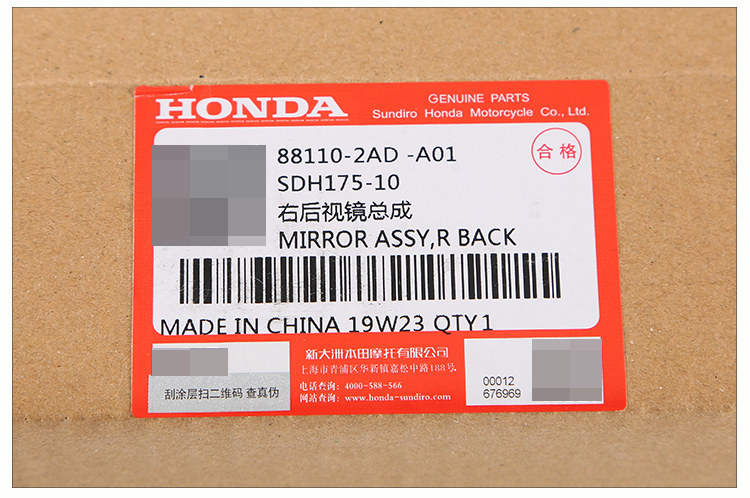 HONDA
GENUINE PARTS
Sundiro Honda Motorcycle Co., Ltd.
88110-2AD -A01
SDH175-10
合格
右后视镜总成
MIRROR ASSY,R BACK
MADE IN CHINA 19W23 QTY1
刮涂层扫二维码 查真伪
新大洲本田摩托有限公司
上海市青浦区华新镇嘉松中路188号
电话查询: 4000-588-566
网站查询: www.honda-sundiro.com
00012
676969